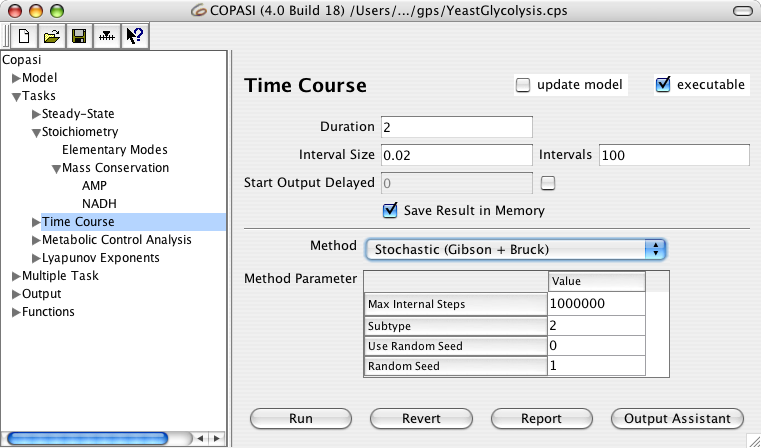 COPASI (4.0 Build 18) /Users/.../gps/YeastGlycolysis.cps
Copasi
Model
Tasks
Steady-State
Stoichiometry
Elementary Modes
Mass Conservation
AMP
NADH
Time Course
Metabolic Control Analysis
Lyapunov Exponents
Multiple Task
Output
Functions
Time Course
update model
executable
Duration 2
Interval Size 0.02 Intervals 100
Start Output Delayed 0
Save Result in Memory
Method Stochastic (Gibson + Bruck)
Method Parameter
Value
Max Internal Steps 1000000
Subtype 2
Use Random Seed 0
Random Seed 1
Run Revert Report Output Assistant